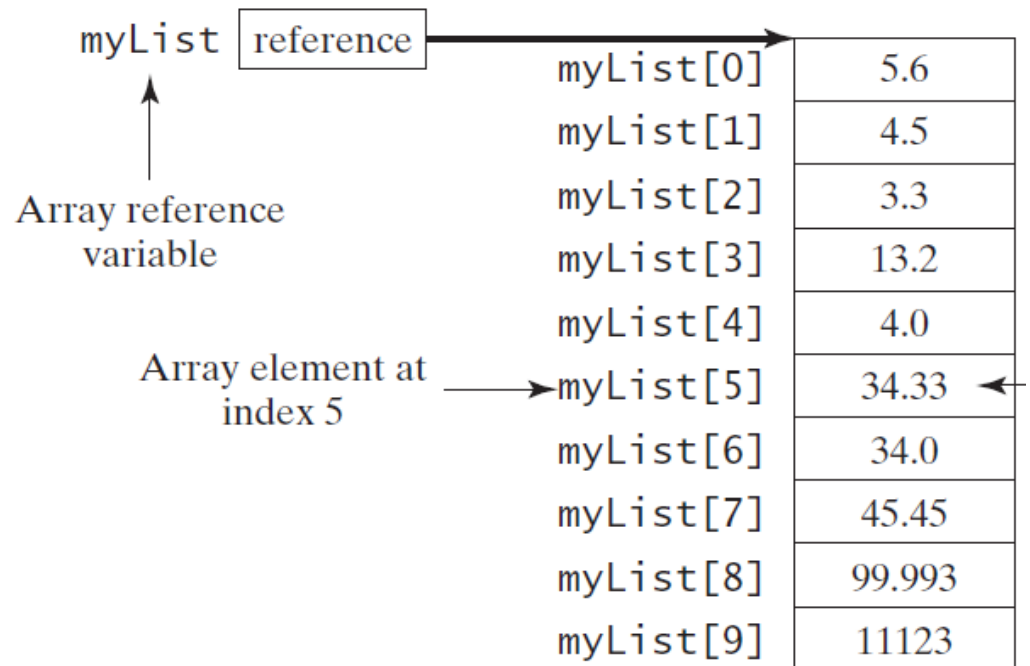 myList reference
myList[0] 5.6
myList[1] 4.5
myList[2] 3.3
Array reference
variable
myList[3] 13.2
myList[4] 4.0
Array element at
index 5
myList[5] 34.33
myList[6] 34.0
myList[7] 45.45
myList[8] 99.993
myList[9] 11123